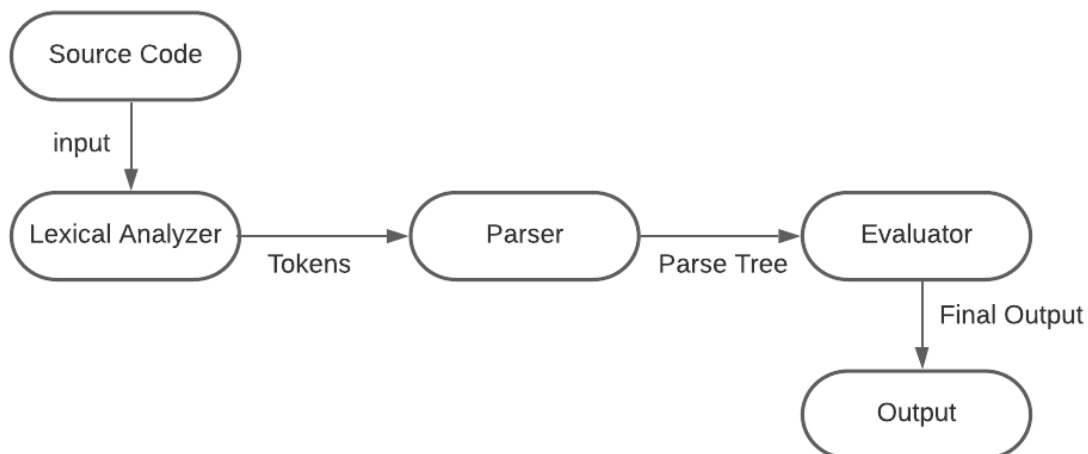 Source Code
input
Lexical Analyzer
Tokens
Parser
Parse Tree
Evaluator
Final Output
Output